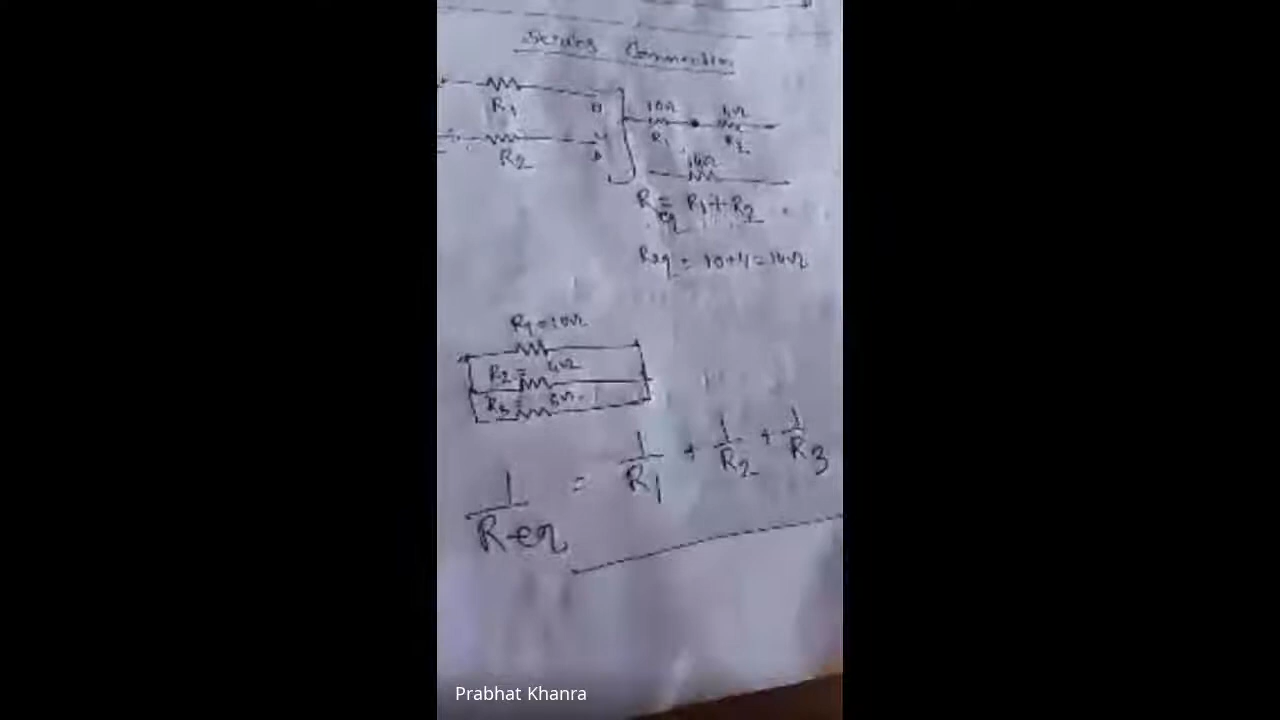 Series Connection
R1
R2
10Ω 4Ω
R1 R2
14Ω
Req = R1 + R2
Req = 10+4 = 14Ω
R1 = 10Ω
R2 = 4Ω
R3 =
1/Req = 1/R1 + 1/R2 + 1/R3
Prabhat Khanra